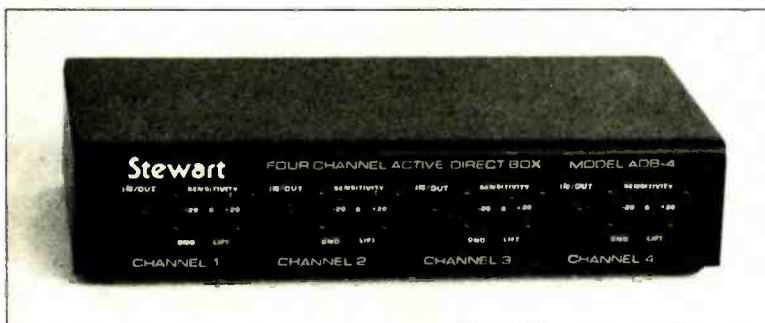 Stewart FOUR CHANNEL ACTIVE DIRECT BOX MODEL ADB-4
IN/OUT SENSITIVITY IN/OUT SENSITIVITY IN/OUT SENSITIVITY IN/OUT SENSITIVITY
-20 0 +20 -20 0 +20 -20 0 +20 -20 0 +20
GND LIFT GND LIFT GND LIFT GND LIFT
CHANNEL 1 CHANNEL 2 CHANNEL 3 CHANNEL 4